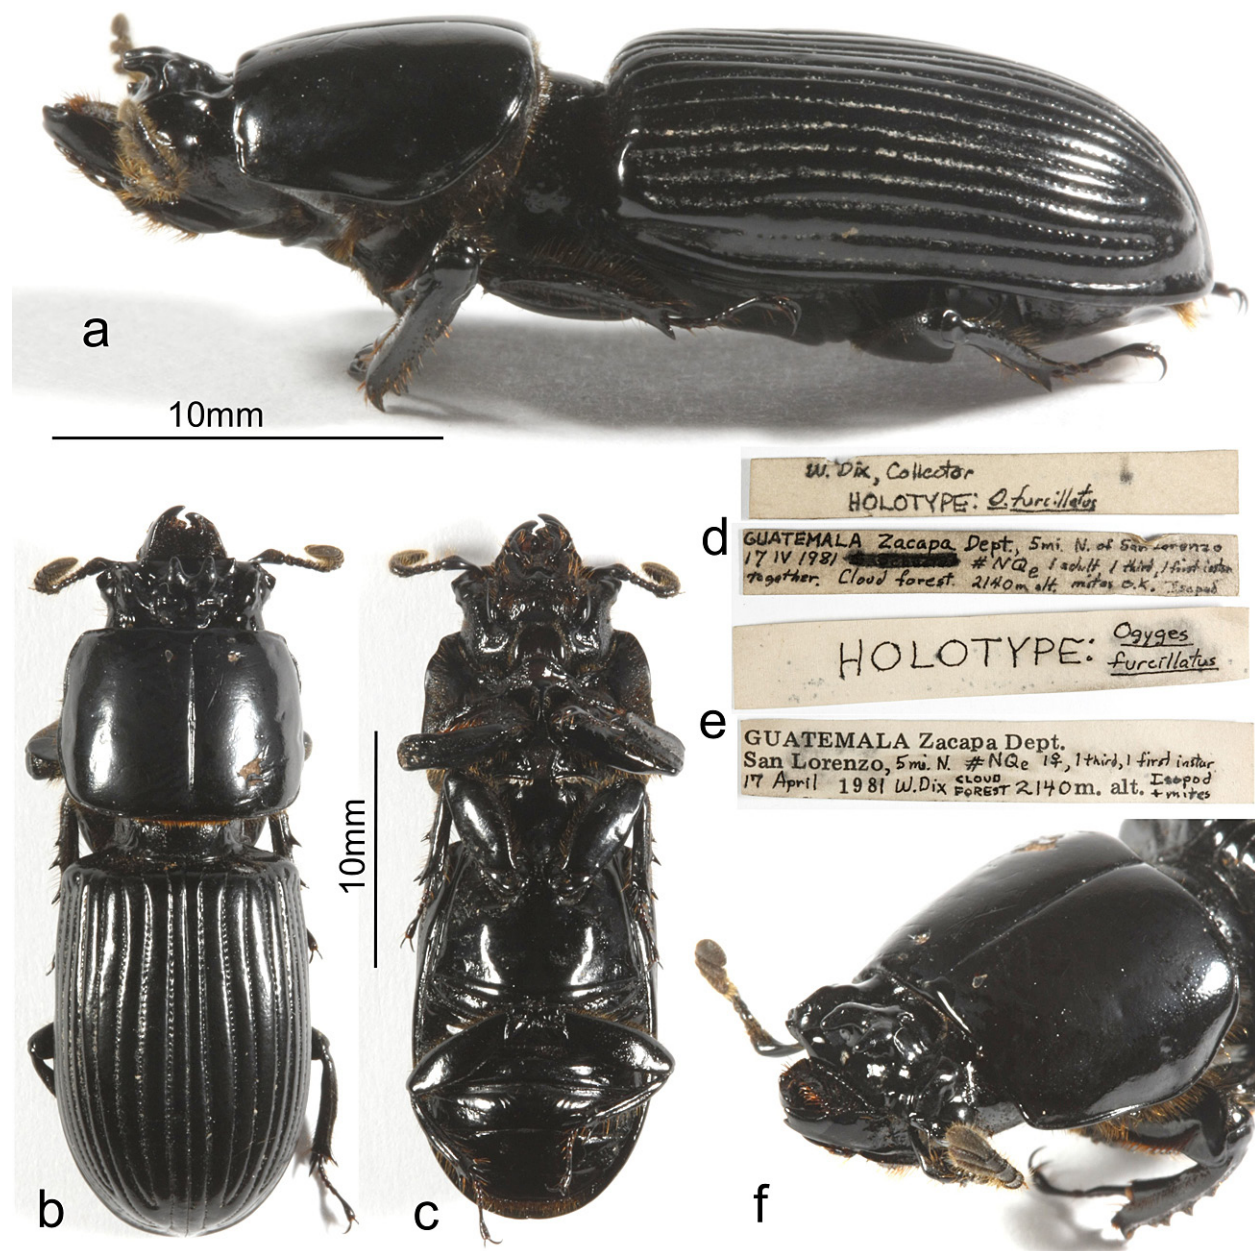 a
10mm
W. Dix, Collector
HOLOTYPE: O. furcillatus
d
GUATEMALA Zacapa Dept., 5mi. N. of San Lorenzo
17 IV 1981 #NQe 1 adult, 1 third, 1 first instar
together. Cloud forest. 2140m alt. mites o.k. Isopod
HOLOTYPE: Ogyges
furcillatus
e
GUATEMALA Zacapa Dept.
San Lorenzo, 5mi. N. #NQe 1♀, 1 third, 1 first instar
17 April 1981 W. Dix CLOUD FOREST 2140m. alt. Isopod + mites
10mm
b
c
f